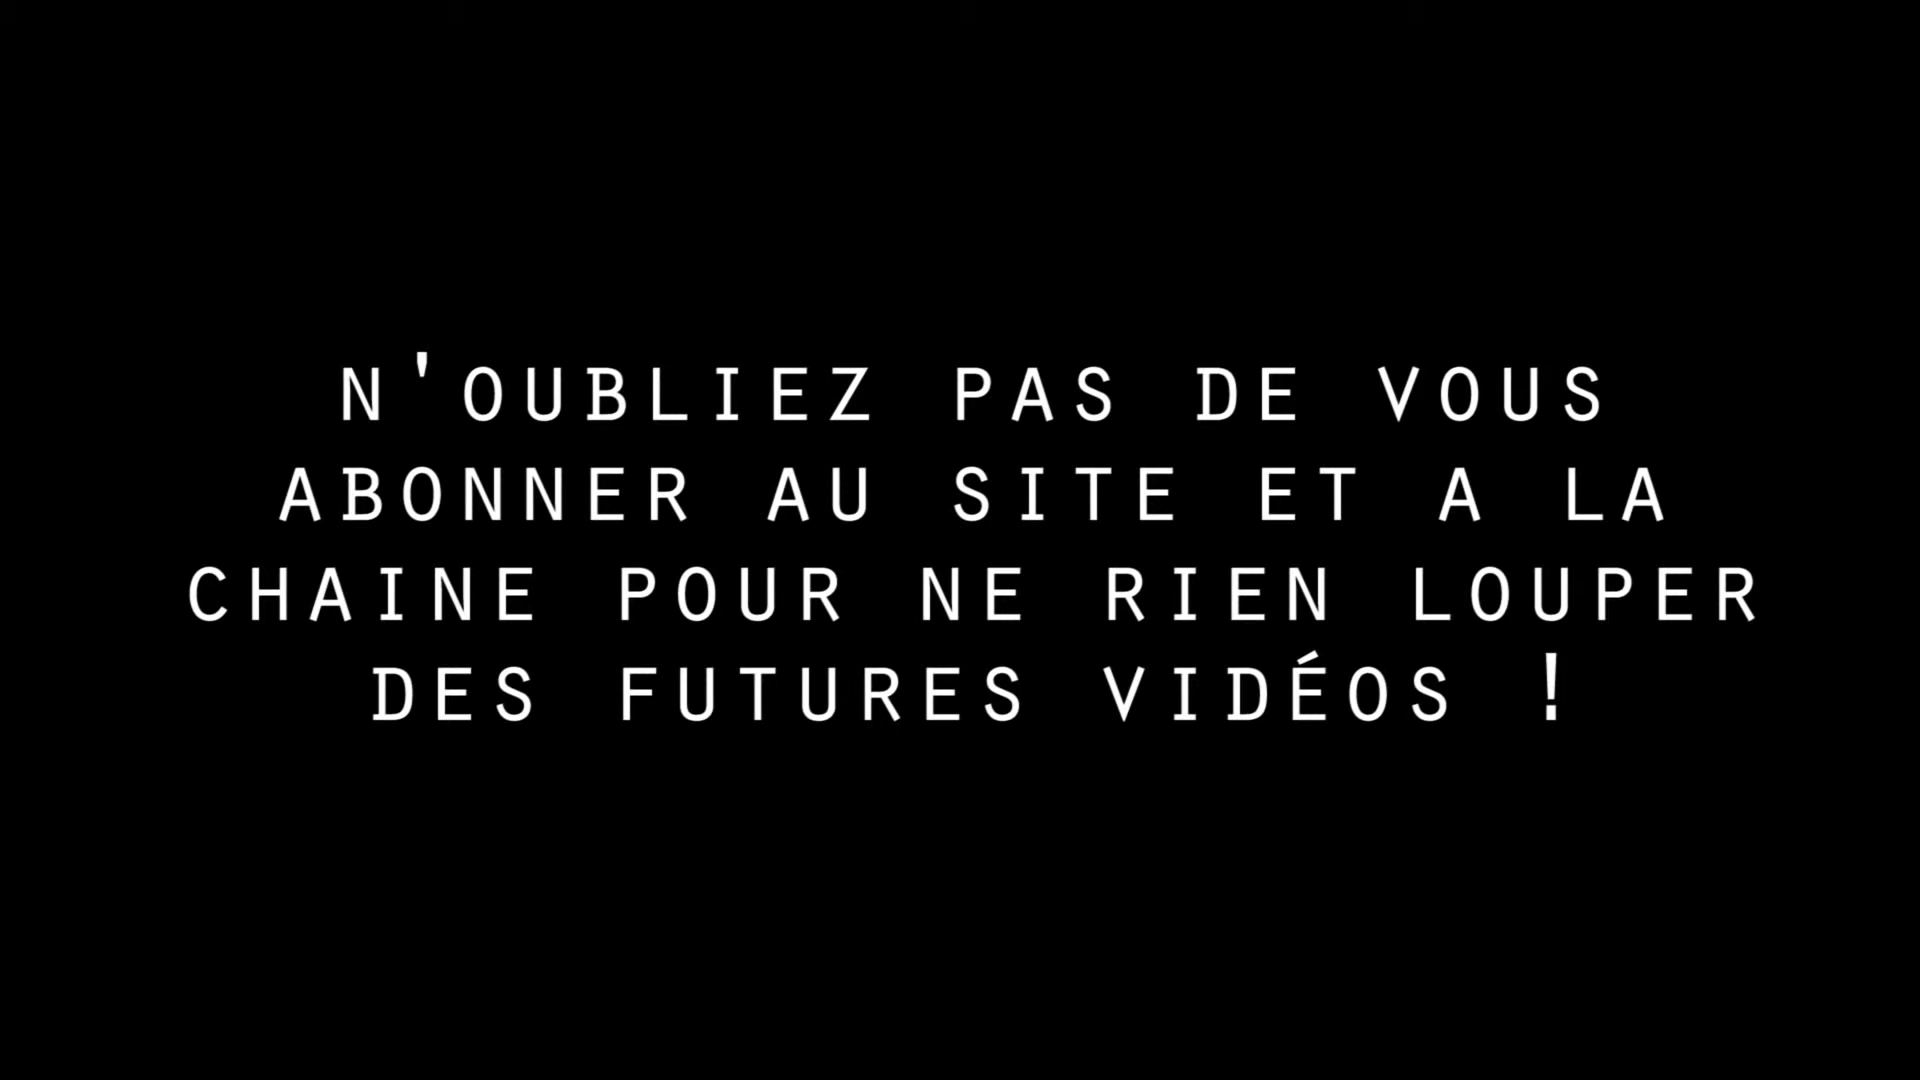 N'OUBLIEZ PAS DE VOUS
ABONNER AU SITE ET A LA
CHAINE POUR NE RIEN LOUPER
DES FUTURES VIDÉOS !